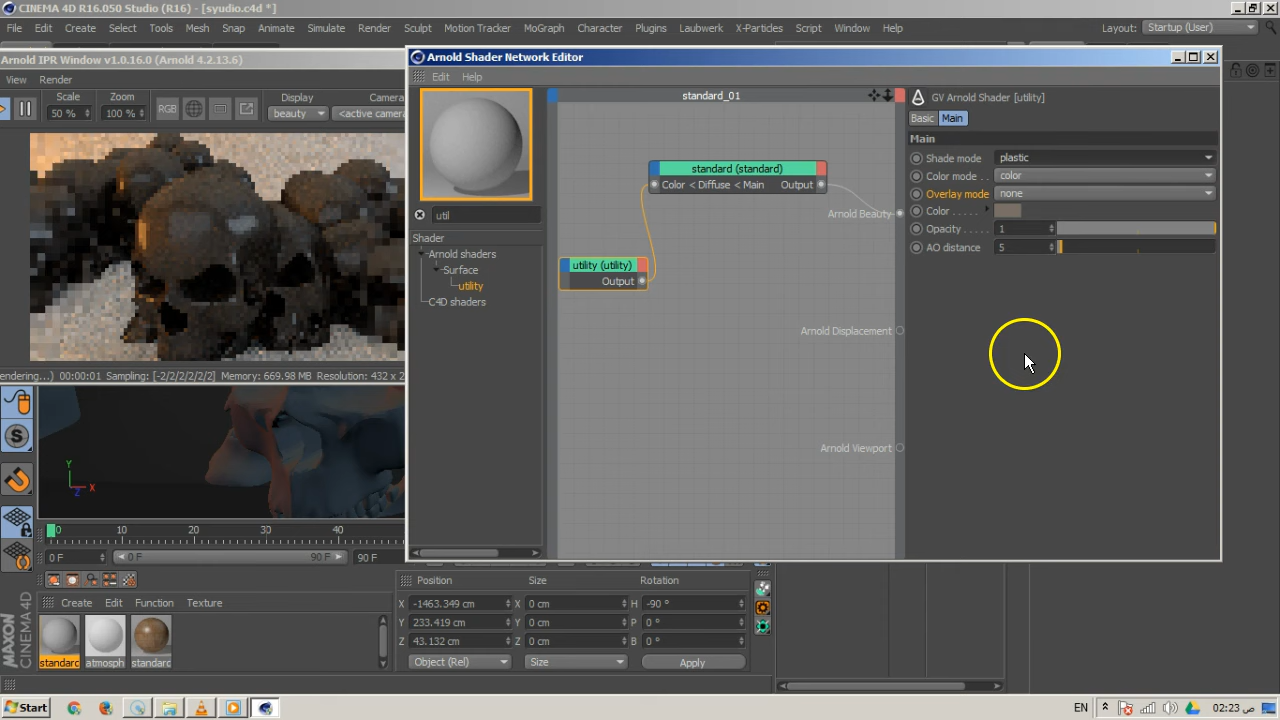 CINEMA 4D R16.050 Studio (R16) - [syudio.c4d *]
File Edit Create Select Tools Mesh Snap Animate Simulate Render Sculpt Motion Tracker MoGraph Character Plugins Lumberwork X-Particles Script Window Help
Layout: Startup (User)
Arnold IPR Window v1.0.16.0 (Arnold 4.2.13.6)
View Render
Scale Zoom Display Camera
50 % 100 % RGB beauty <active camera
endering...) 00:00:01 Sampling: [-2/2/2/2/2/2] Memory: 669.98 MB Resolution: 432 x 2
Arnold Shader Network Editor
Edit Help
util
Shader
Arnold shaders
Surface
utility
C4D shaders
standard_01
standard (standard)
Color < Diffuse < Main Output
utility (utility)
Output
Arnold Beauty
Arnold Displacement
Arnold Viewport
GV Arnold Shader [utility]
Basic Main
Main
Shade mode plastic
Color mode . . color
Overlay mode none
Color . . . . .
Opacity . . . . . 1
AO distance 5
Y
Z X
0 10 20 30 40
0 F 0 F 90 F 90 F
Create Edit Function Texture
standarc atmosph standarc
MAXON
CINEMA 4D
Position Size Rotation
X -1463.349 cm X 0 cm H -90 °
Y 233.419 cm Y 0 cm P 0 °
Z 43.132 cm Z 0 cm B 0 °
Object (Rel) Size Apply
Start
EN
02:23 ص